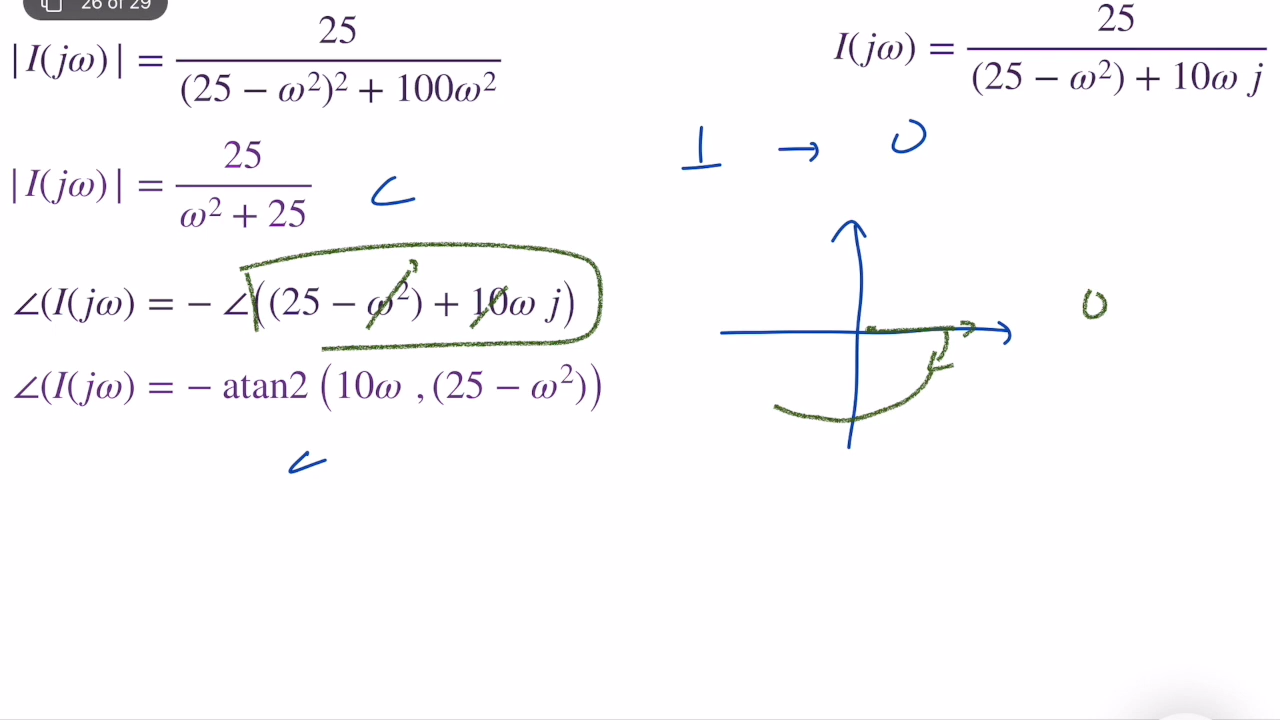 26 of 29
|I(jω)| = 25 / (25 − ω²)² + 100ω²
I(jω) = 25 / (25 − ω²) + 10ω j
1 → 0
|I(jω)| = 25 / ω² + 25
∠(I(jω) = − ∠((25 − ω²) + 10ω j)
0
∠(I(jω) = − atan2 (10ω , (25 − ω²))